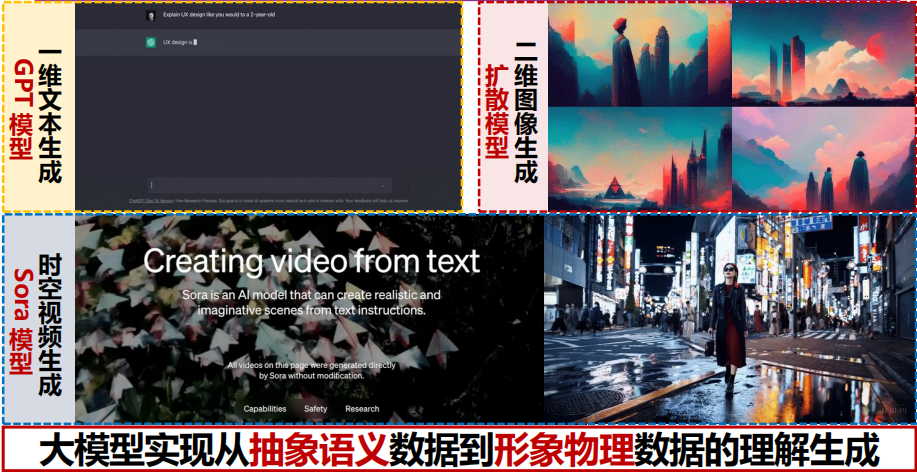 一维文本生成
GPT 模型
Explain UX design like you would to a 2-year-old
UX design is
ChatGPT Dec 15 Version. Free Research Preview. Our goal is to make AI systems more natural and safe to interact with. Your feedback will help us improve.
二维图像生成
扩散模型
时空视频生成
Sora 模型
Creating video from text
Sora is an AI model that can create realistic and
imaginative scenes from text instructions.
All videos on this page were generated directly
by Sora without modification.
Capabilities Safety Research
大模型实现从抽象语义数据到形象物理数据的理解生成